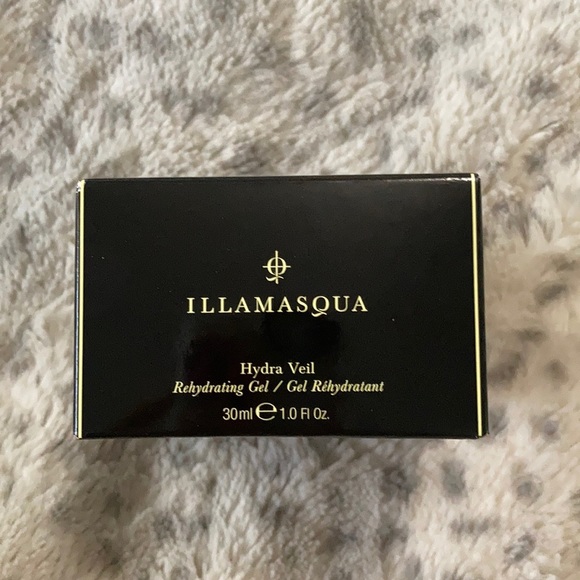 ILLAMASQUA
Hydra Veil
Rehydrating Gel / Gel Réhydratant
30ml ℮ 1.0 Fl Oz.